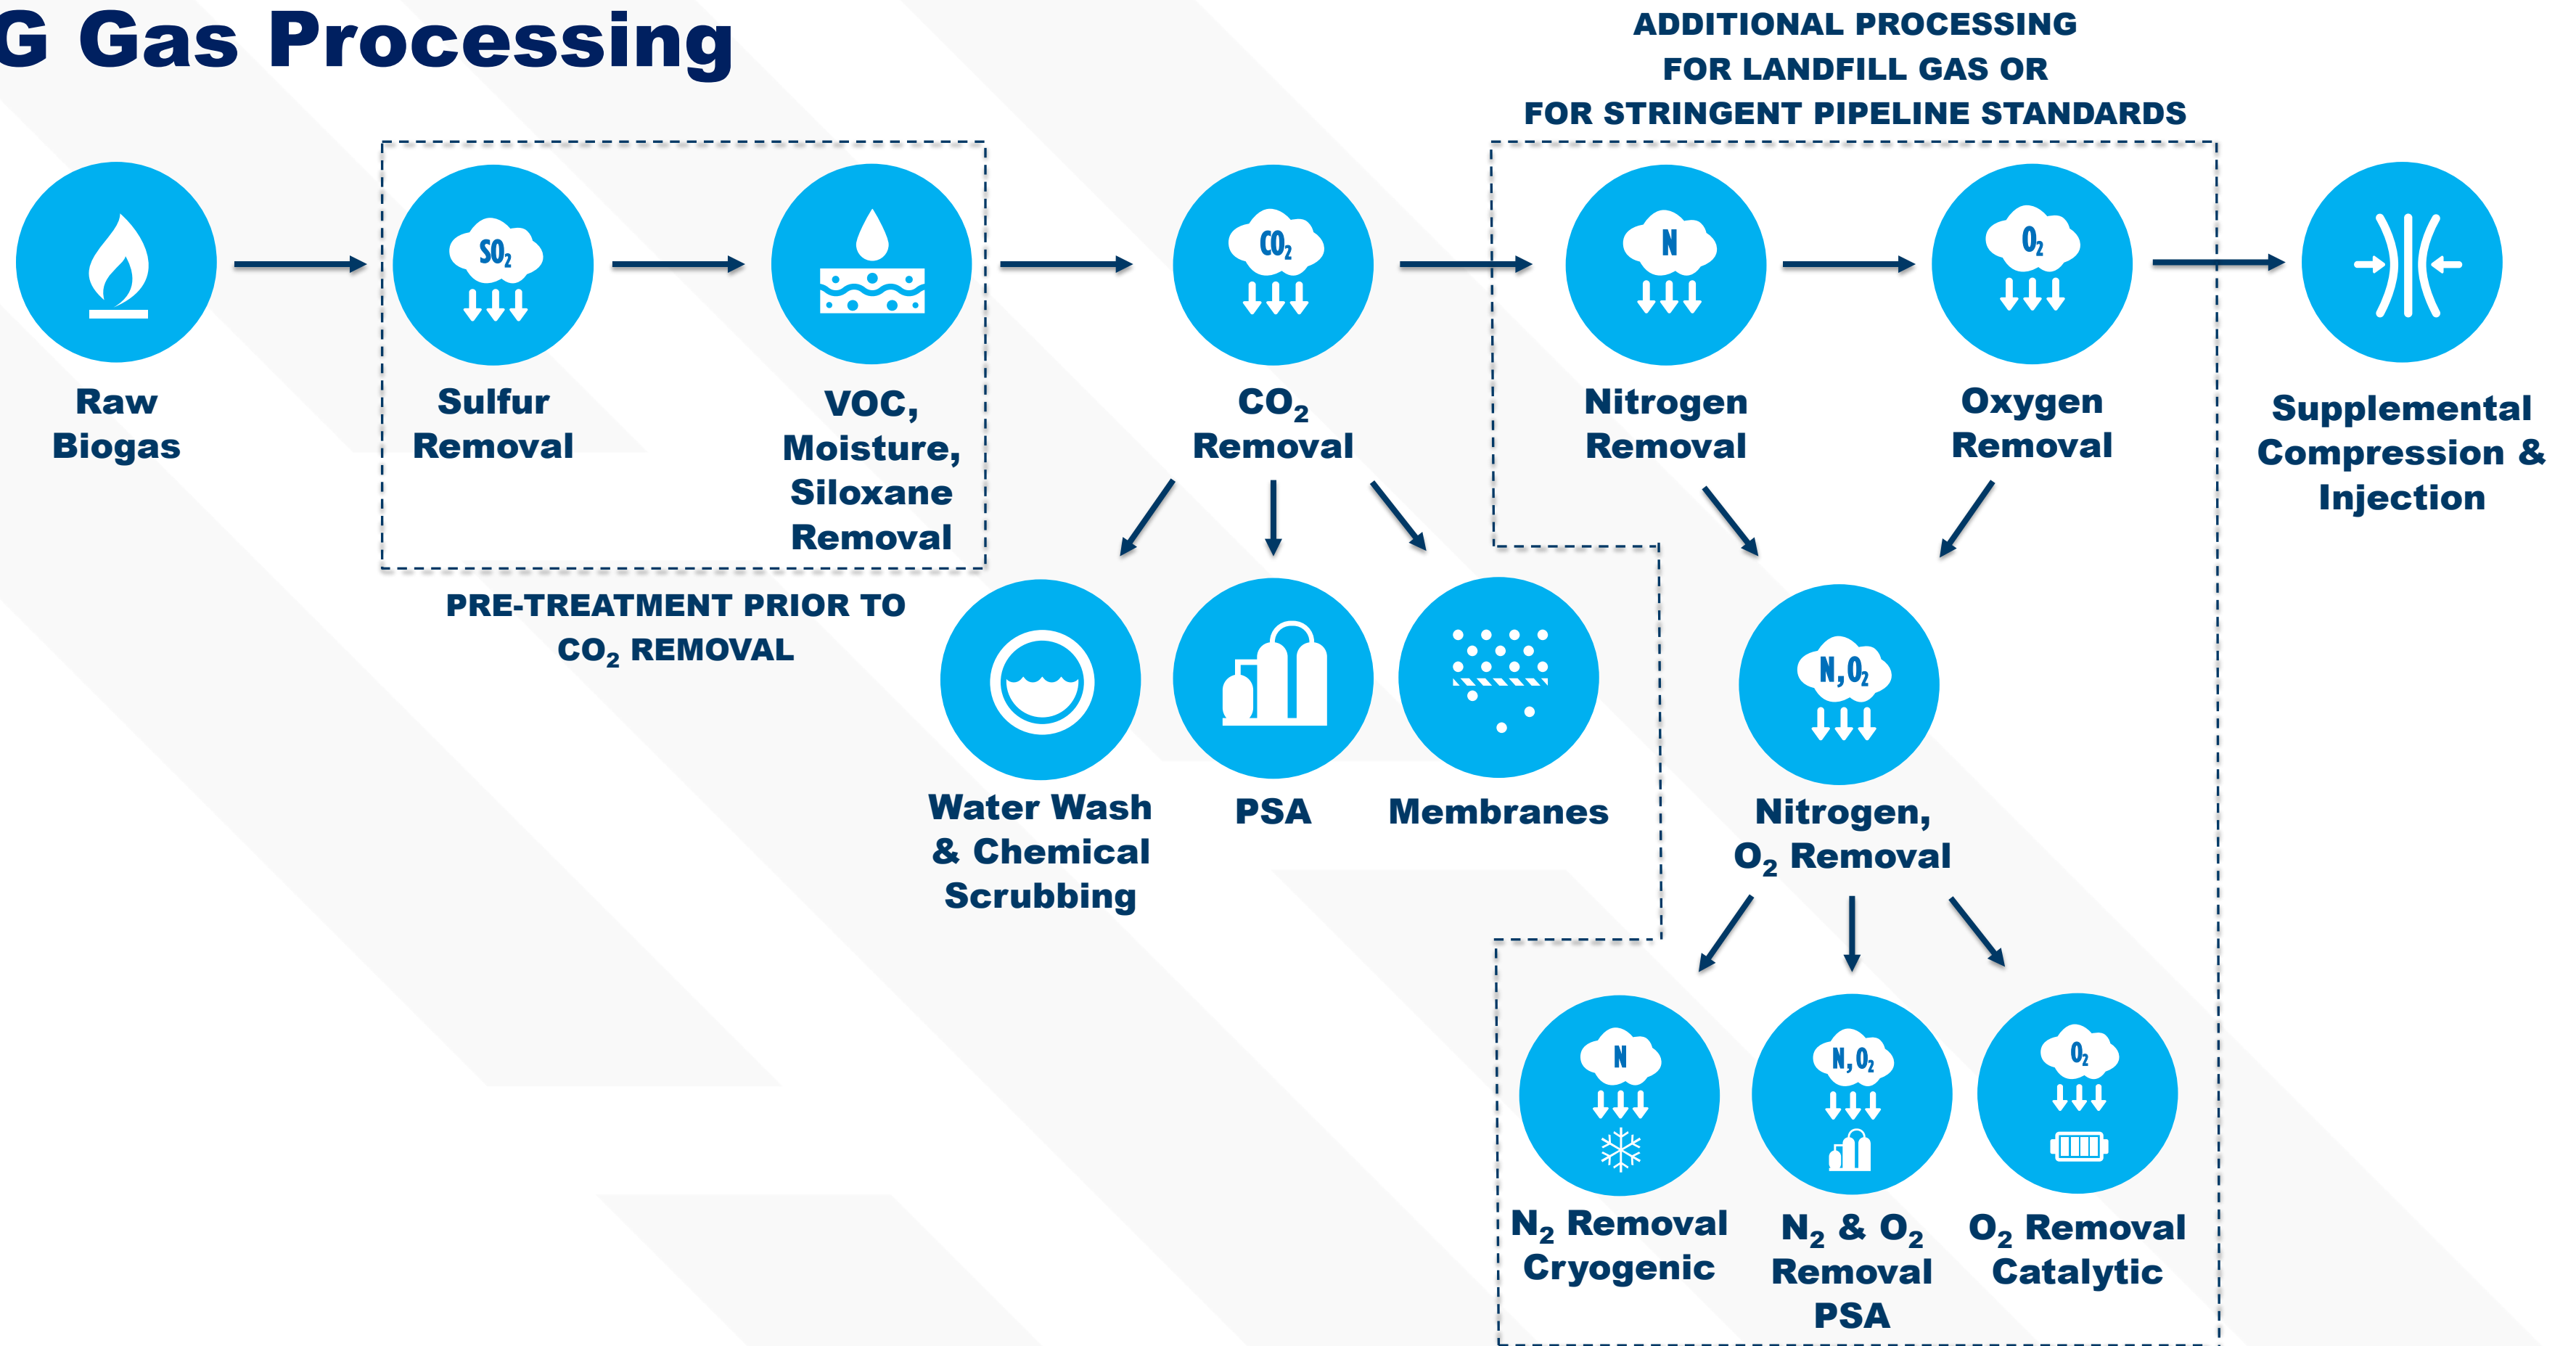 G Gas Processing
ADDITIONAL PROCESSING
FOR LANDFILL GAS OR
FOR STRINGENT PIPELINE STANDARDS
SO₂
CO₂
N
O₂
Raw
Biogas
Sulfur
Removal
VOC,
Moisture,
Siloxane
Removal
CO₂
Removal
Nitrogen
Removal
Oxygen
Removal
Supplemental
Compression &
Injection
PRE-TREATMENT PRIOR TO
CO₂ REMOVAL
Water Wash
& Chemical
Scrubbing
PSA
Membranes
N,O₂
Nitrogen,
O₂ Removal
N
N,O₂
O₂
N₂ Removal
Cryogenic
N₂ & O₂
Removal
PSA
O₂ Removal
Catalytic